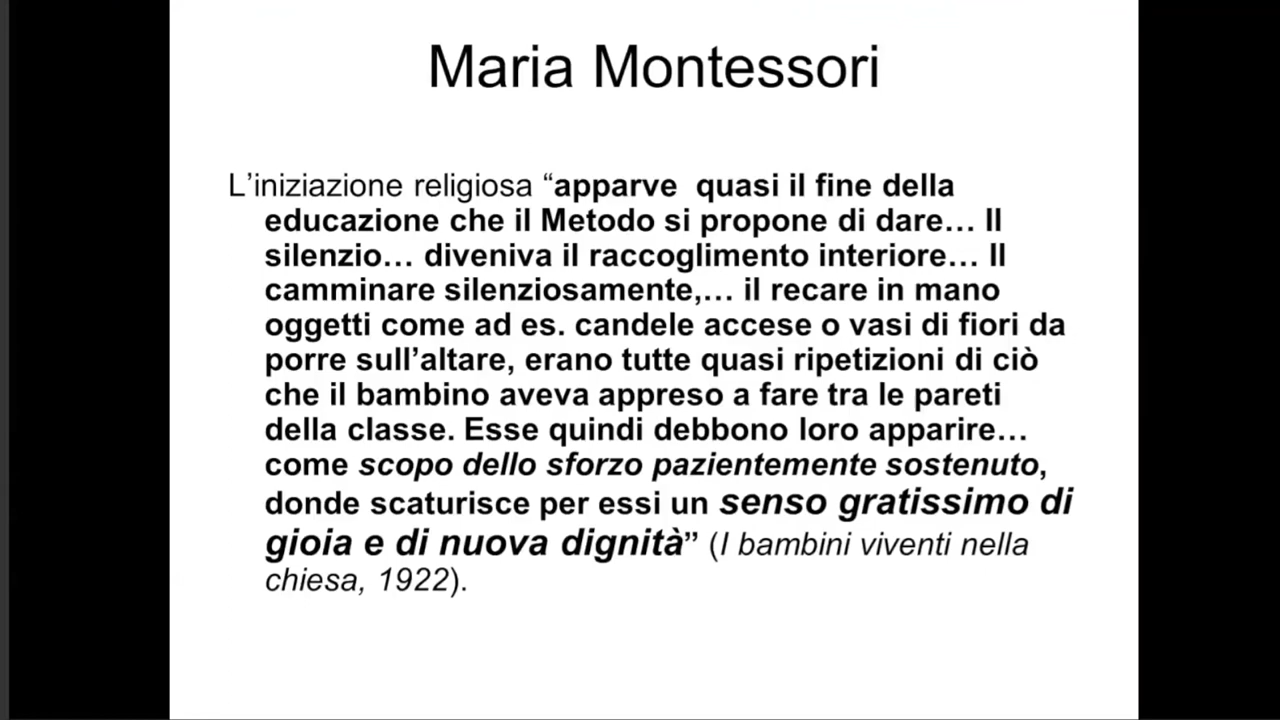 Maria Montessori
L’iniziazione religiosa “apparve  quasi il fine della
educazione che il Metodo si propone di dare… Il
silenzio… diveniva il raccoglimento interiore… Il
camminare silenziosamente,… il recare in mano
oggetti come ad es. candele accese o vasi di fiori da
porre sull’altare, erano tutte quasi ripetizioni di ciò
che il bambino aveva appreso a fare tra le pareti
della classe. Esse quindi debbono loro apparire…
come scopo dello sforzo pazientemente sostenuto,
donde scaturisce per essi un senso gratissimo di
gioia e di nuova dignità” (I bambini viventi nella
chiesa, 1922).